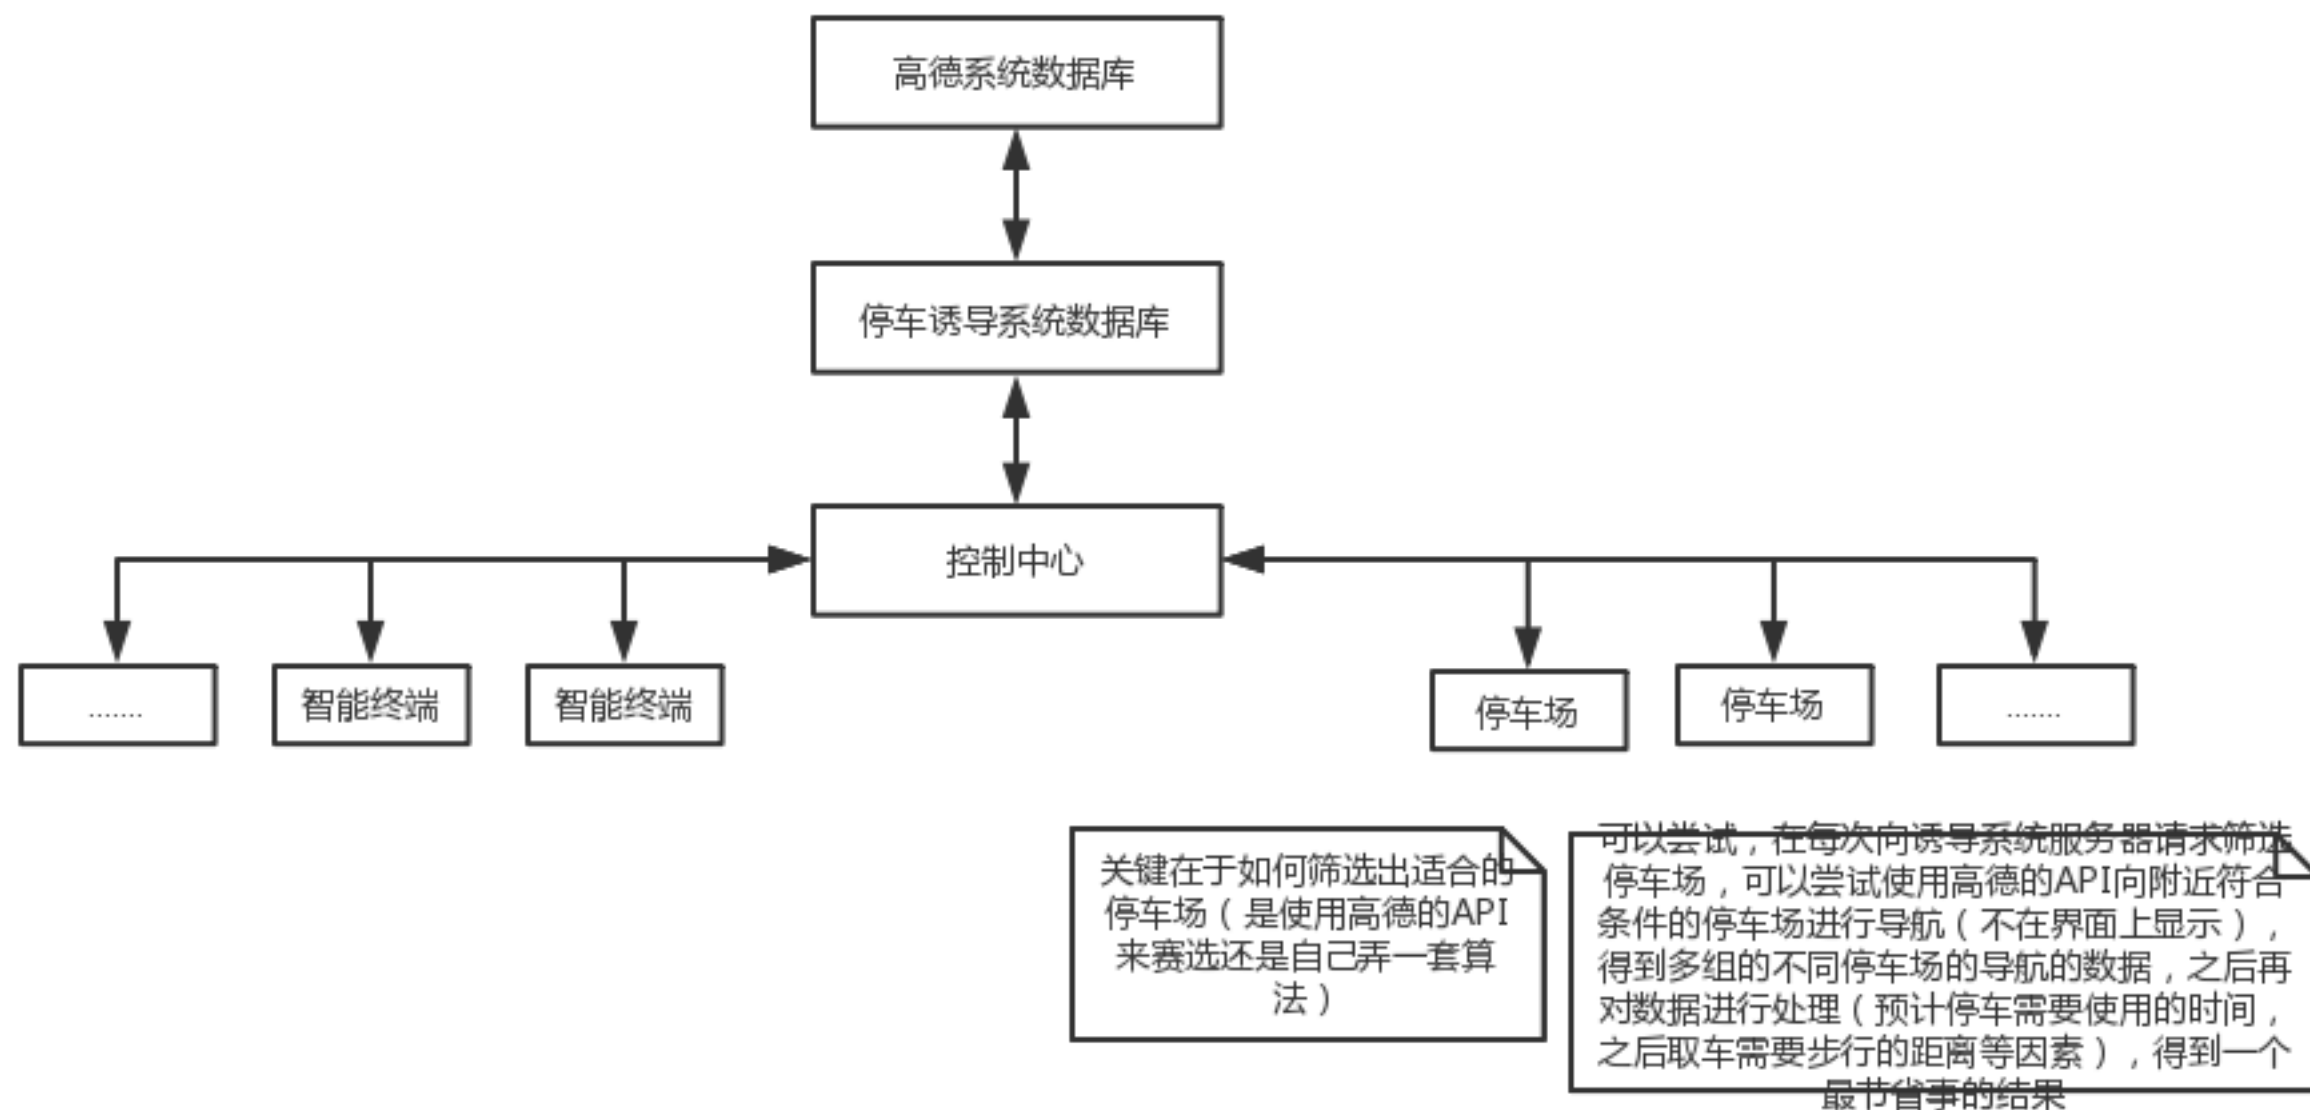 高德系统数据库
停车诱导系统数据库
控制中心
.......
智能终端
智能终端
停车场
停车场
.......
关键在于如何筛选出适合的
停车场（是使用高德的API
来赛选还是自己弄一套算
法）
可以尝试，在每次向诱导系统服务器请求筛选
停车场，可以尝试使用高德的API向附近符合
条件的停车场进行导航（不在界面上显示），
得到多组的不同停车场的导航的数据，之后再
对数据进行处理（预计停车需要使用的时间，
之后取车需要步行的距离等因素），得到一个
最节省事的结果